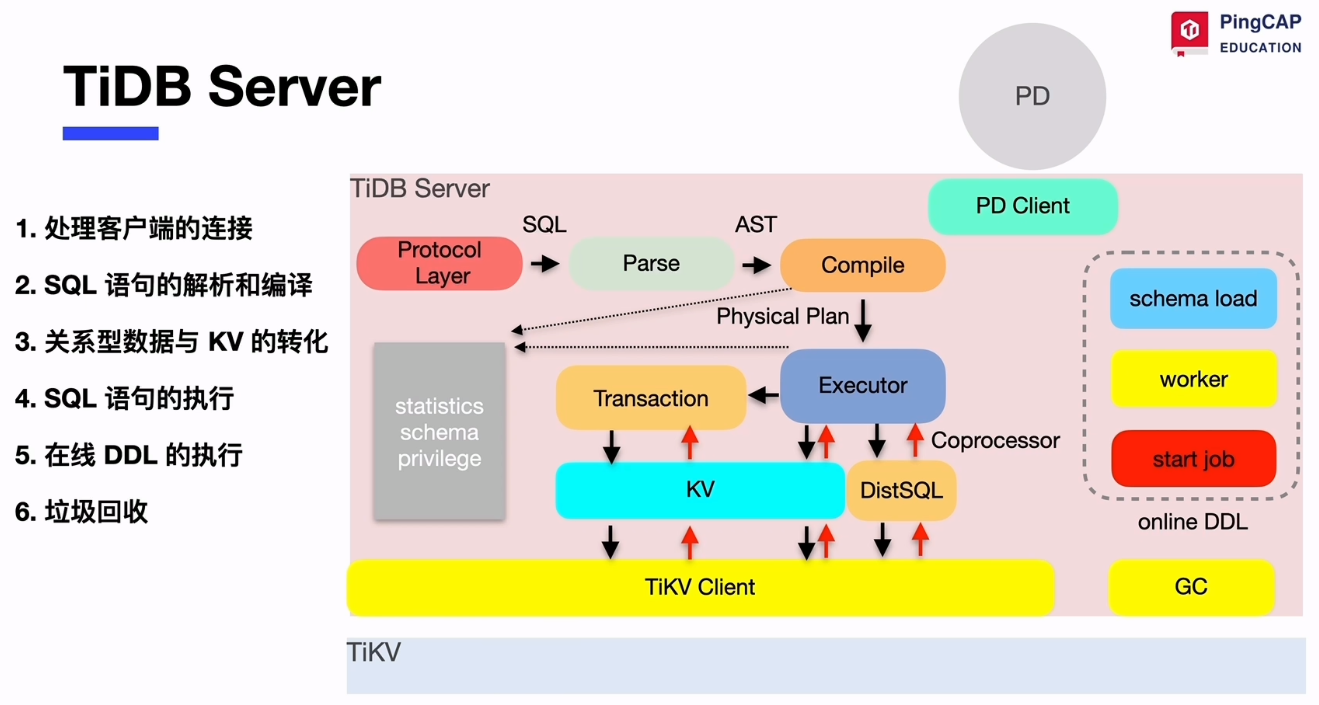 PingCAP
EDUCATION
TiDB Server
PD
1. 处理客户端的连接
2. SQL 语句的解析和编译
3. 关系型数据与 KV 的转化
4. SQL 语句的执行
5. 在线 DDL 的执行
6. 垃圾回收
TiDB Server
PD Client
SQL
AST
Protocol
Layer
Parse
Compile
Physical Plan
statistics
schema
privilege
Transaction
Executor
Coprocessor
KV
DistSQL
TiKV Client
schema load
worker
start job
online DDL
GC
TiKV